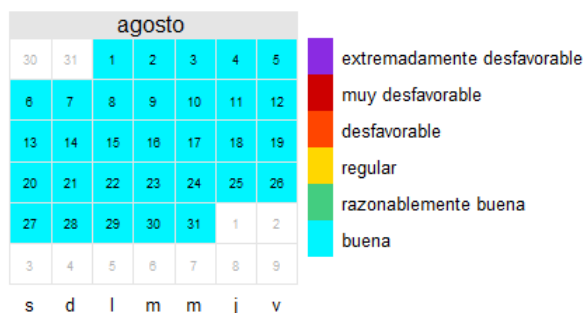 agosto
30 31 1 2 3 4 5
6 7 8 9 10 11 12
13 14 15 16 17 18 19
20 21 22 23 24 25 26
27 28 29 30 31 1 2
3 4 5 6 7 8 9
s d l m m j v
extremadamente desfavorable
muy desfavorable
desfavorable
regular
razonablemente buena
buena